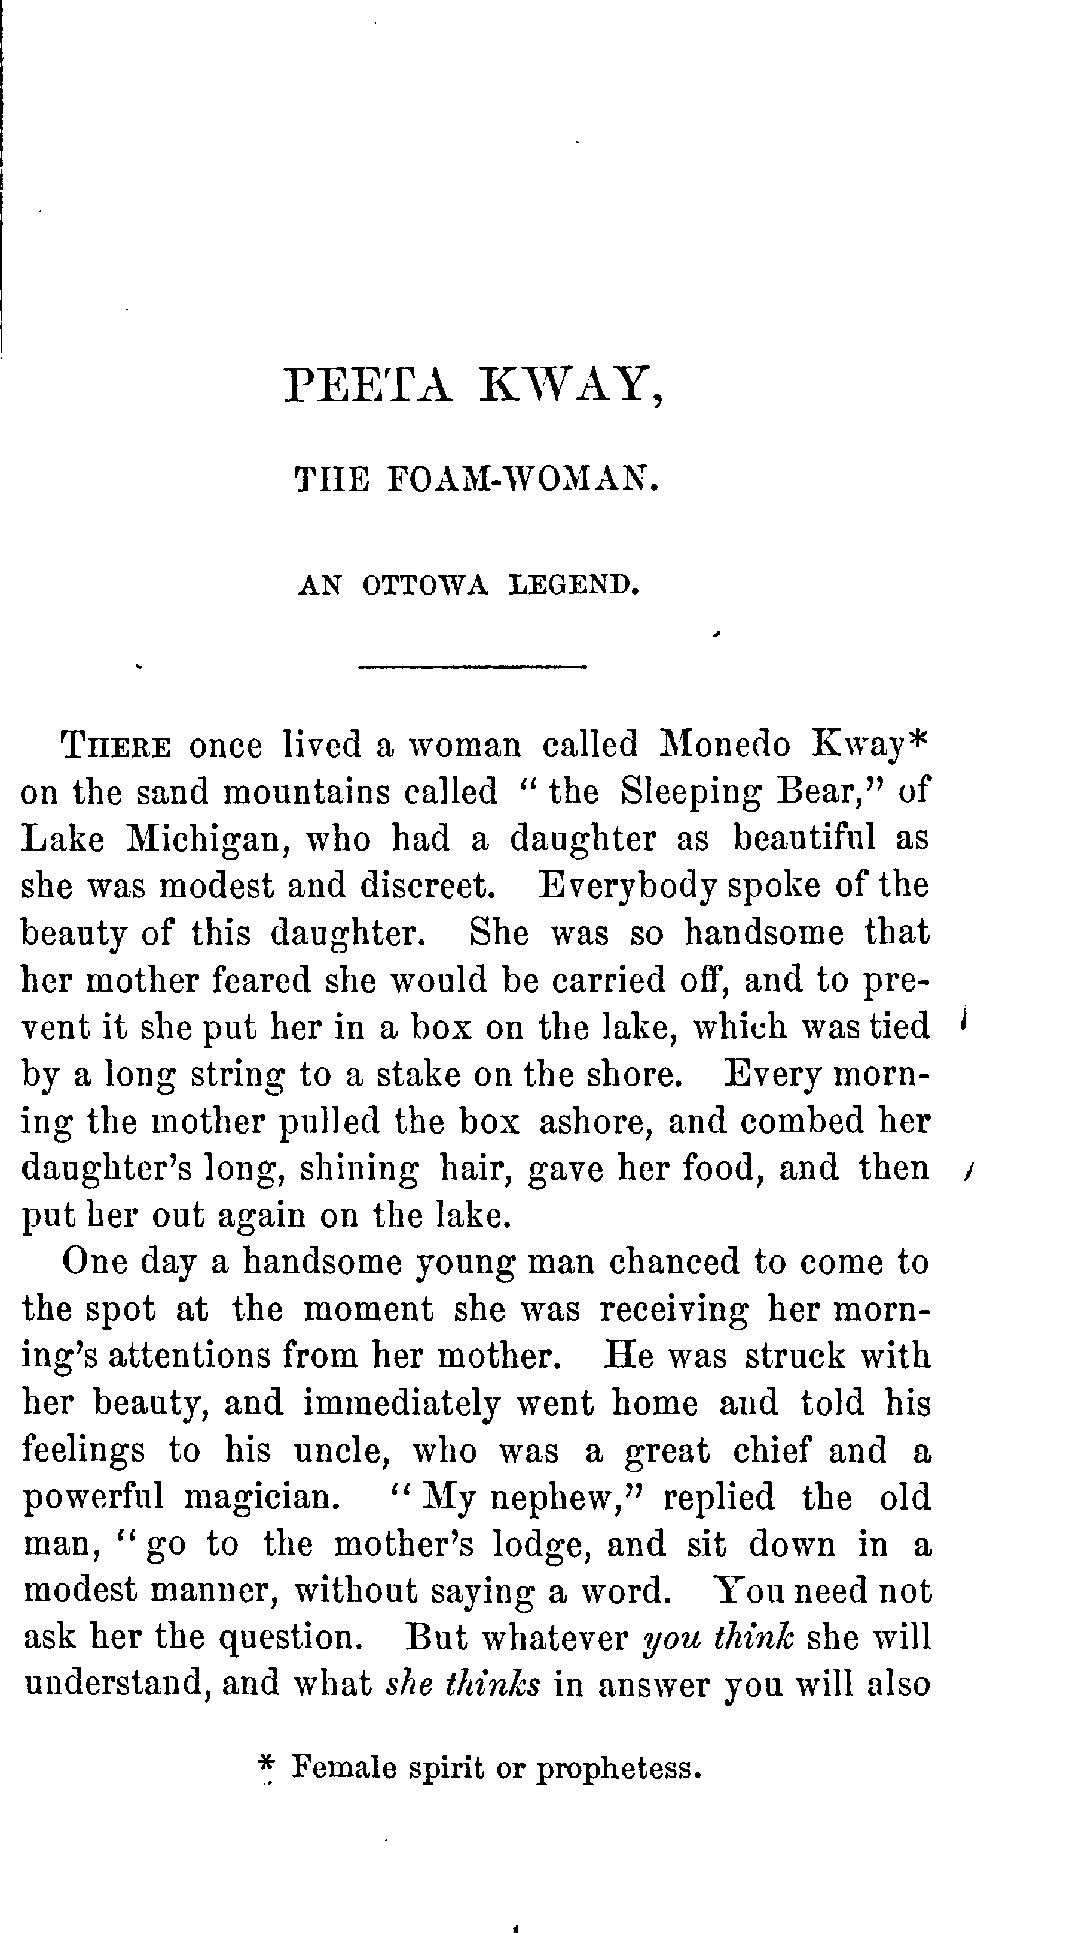 PEETA KWAY,
THE FOAM-WOMAN.
AN OTTOWA LEGEND.
THERE once lived a woman called Monedo Kway*
on the sand mountains called “ the Sleeping Bear,” of
Lake Michigan, who had a daughter as beautiful as
she was modest and discreet. Everybody spoke of the
beauty of this daughter. She was so handsome that
her mother feared she would be carried off, and to pre-
vent it she put her in a box on the lake, which was tied
by a long string to a stake on the shore. Every morn-
ing the mother pulled the box ashore, and combed her
daughter’s long, shining hair, gave her food, and then
put her out again on the lake.
One day a handsome young man chanced to come to
the spot at the moment she was receiving her morn-
ing’s attentions from her mother. He was struck with
her beauty, and immediately went home and told his
feelings to his uncle, who was a great chief and a
powerful magician. “ My nephew,” replied the old
man, “ go to the mother’s lodge, and sit down in a
modest manner, without saying a word. You need not
ask her the question. But whatever you think she will
understand, and what she thinks in answer you will also
* Female spirit or prophetess.